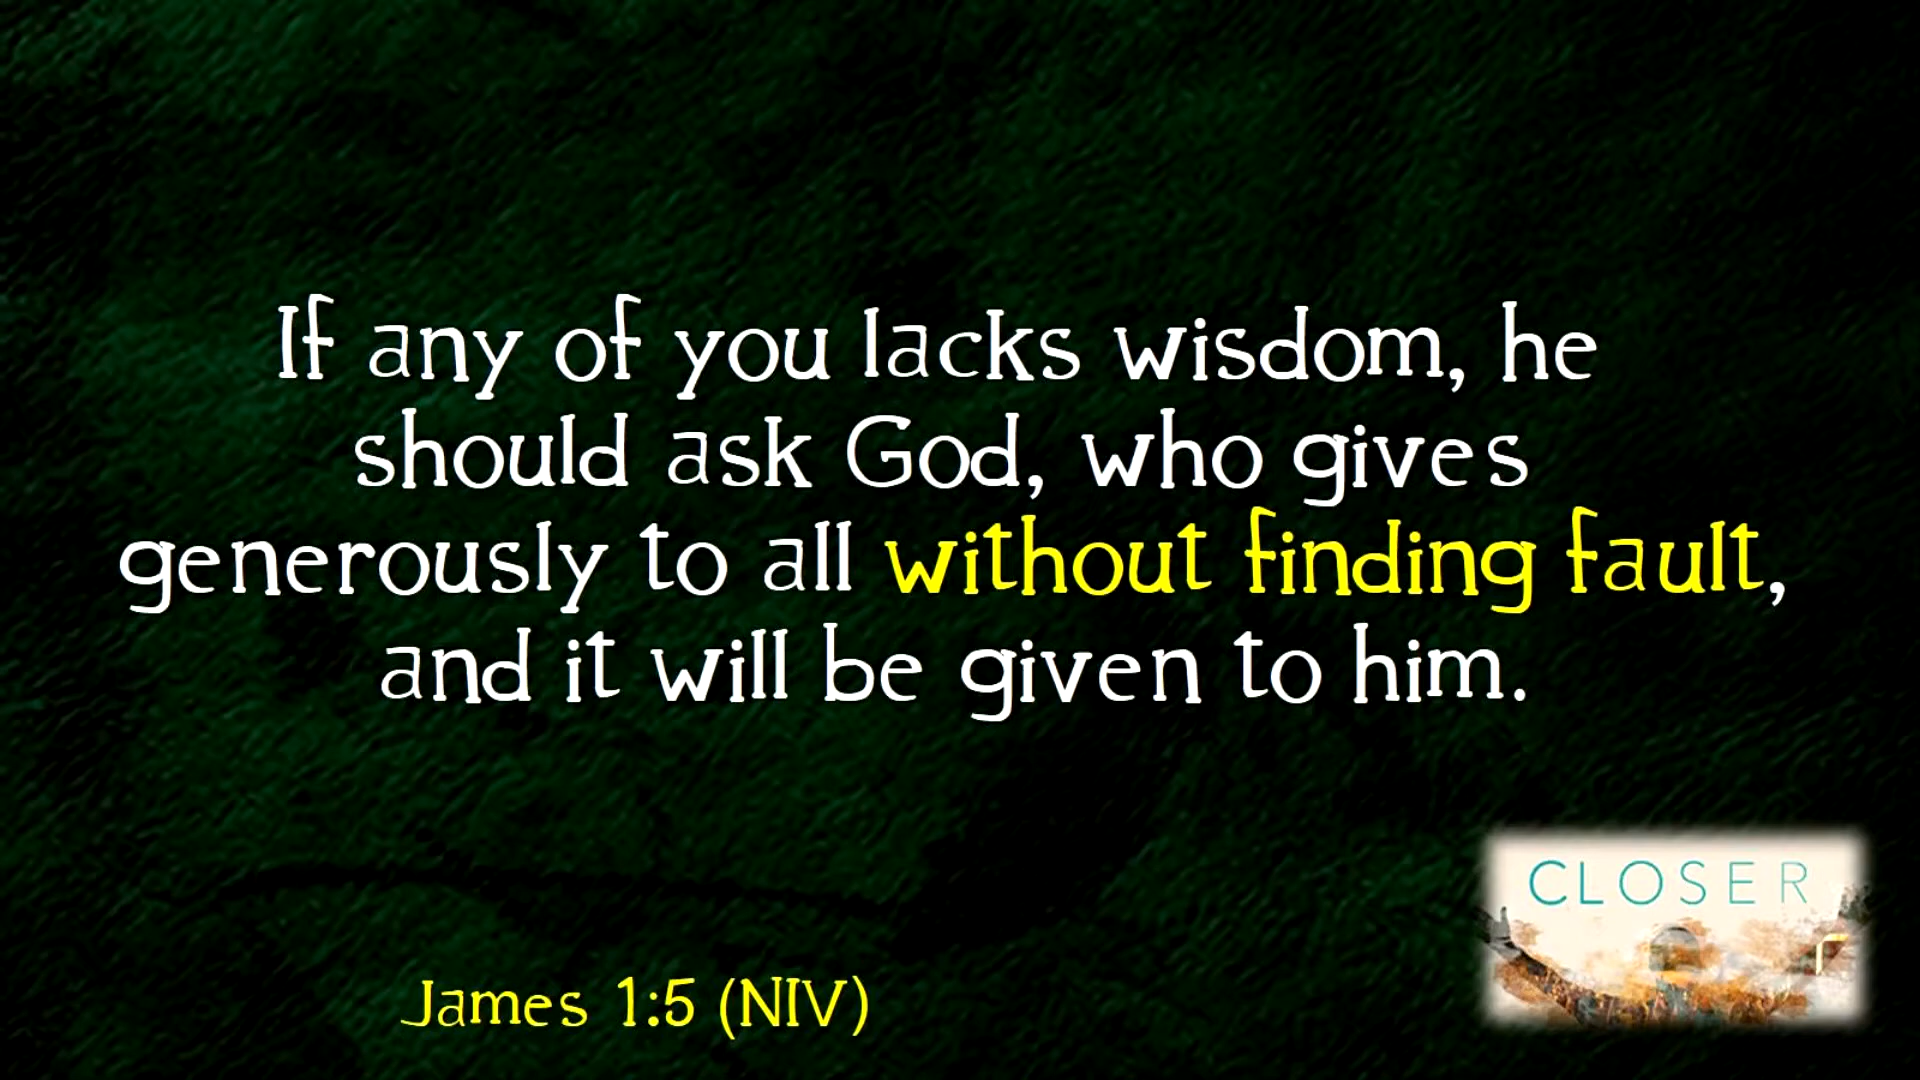 If any of you lacks wisdom, he
should ask God, who gives
generously to all without finding fault,
and it will be given to him.
James 1:5 (NIV)
CLOSER